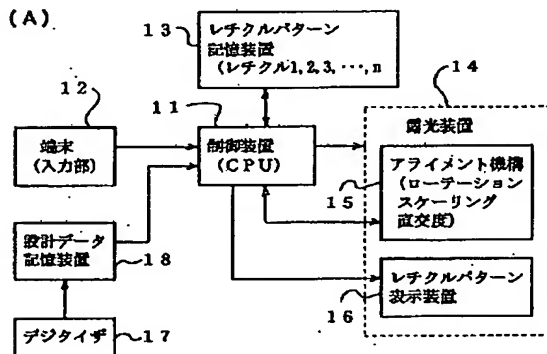 (A)
13
レチクルパターン
記憶装置
(レチクル1,2,3,…,n
12
11
14
端末
(入力部)
制御装置
(CPU)
露光装置
アライメント機構
(ローテーション
スケーリング
直交度)
15
設計データ
記憶装置
18
レチクルパターン
表示装置
16
デジタイザ
17